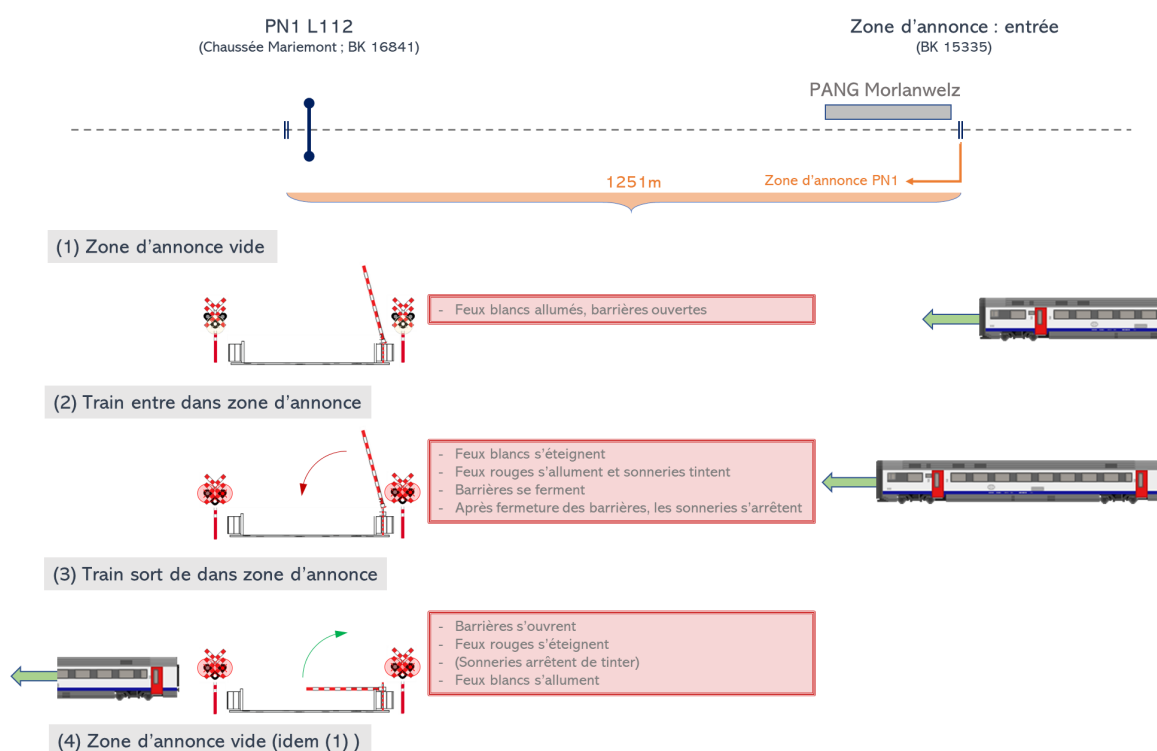 PN1 L112
(Chaussée Mariemont ; BK 16841)
Zone d’annonce : entrée
(BK 15335)
PANG Morlanwelz
1251m
Zone d’annonce PN1
(1) Zone d’annonce vide
- Feux blancs allumés, barrières ouvertes
(2) Train entre dans zone d’annonce
- Feux blancs s’éteignent
- Feux rouges s’allument et sonneries tintent
- Barrières se ferment
- Après fermeture des barrières, les sonneries s’arrêtent
(3) Train sort de dans zone d’annonce
- Barrières s’ouvrent
- Feux rouges s’éteignent
- (Sonneries arrêtent de tinter)
- Feux blancs s’allument
(4) Zone d’annonce vide (idem (1) )